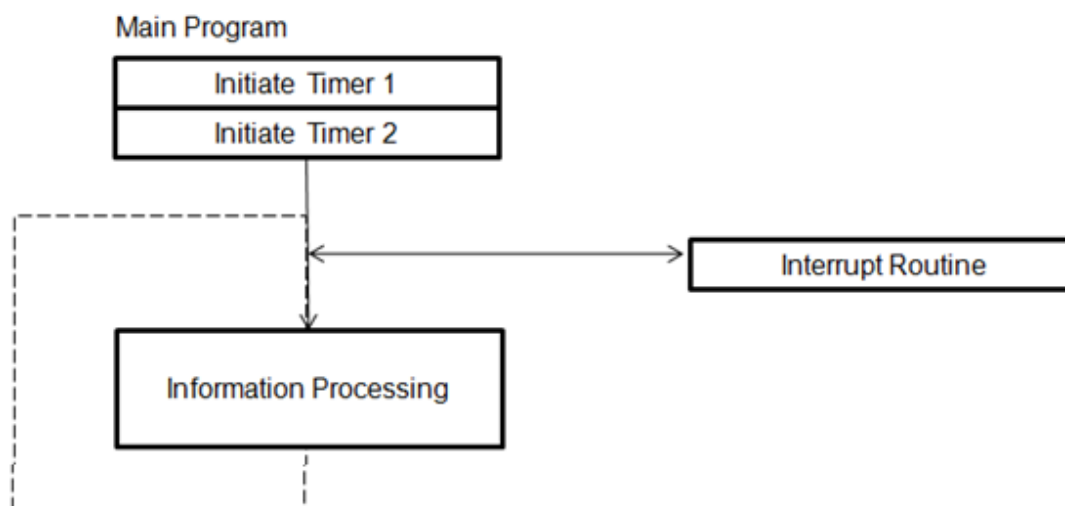 Main Program
Initiate Timer 1
Initiate Timer 2
Interrupt Routine
Information Processing